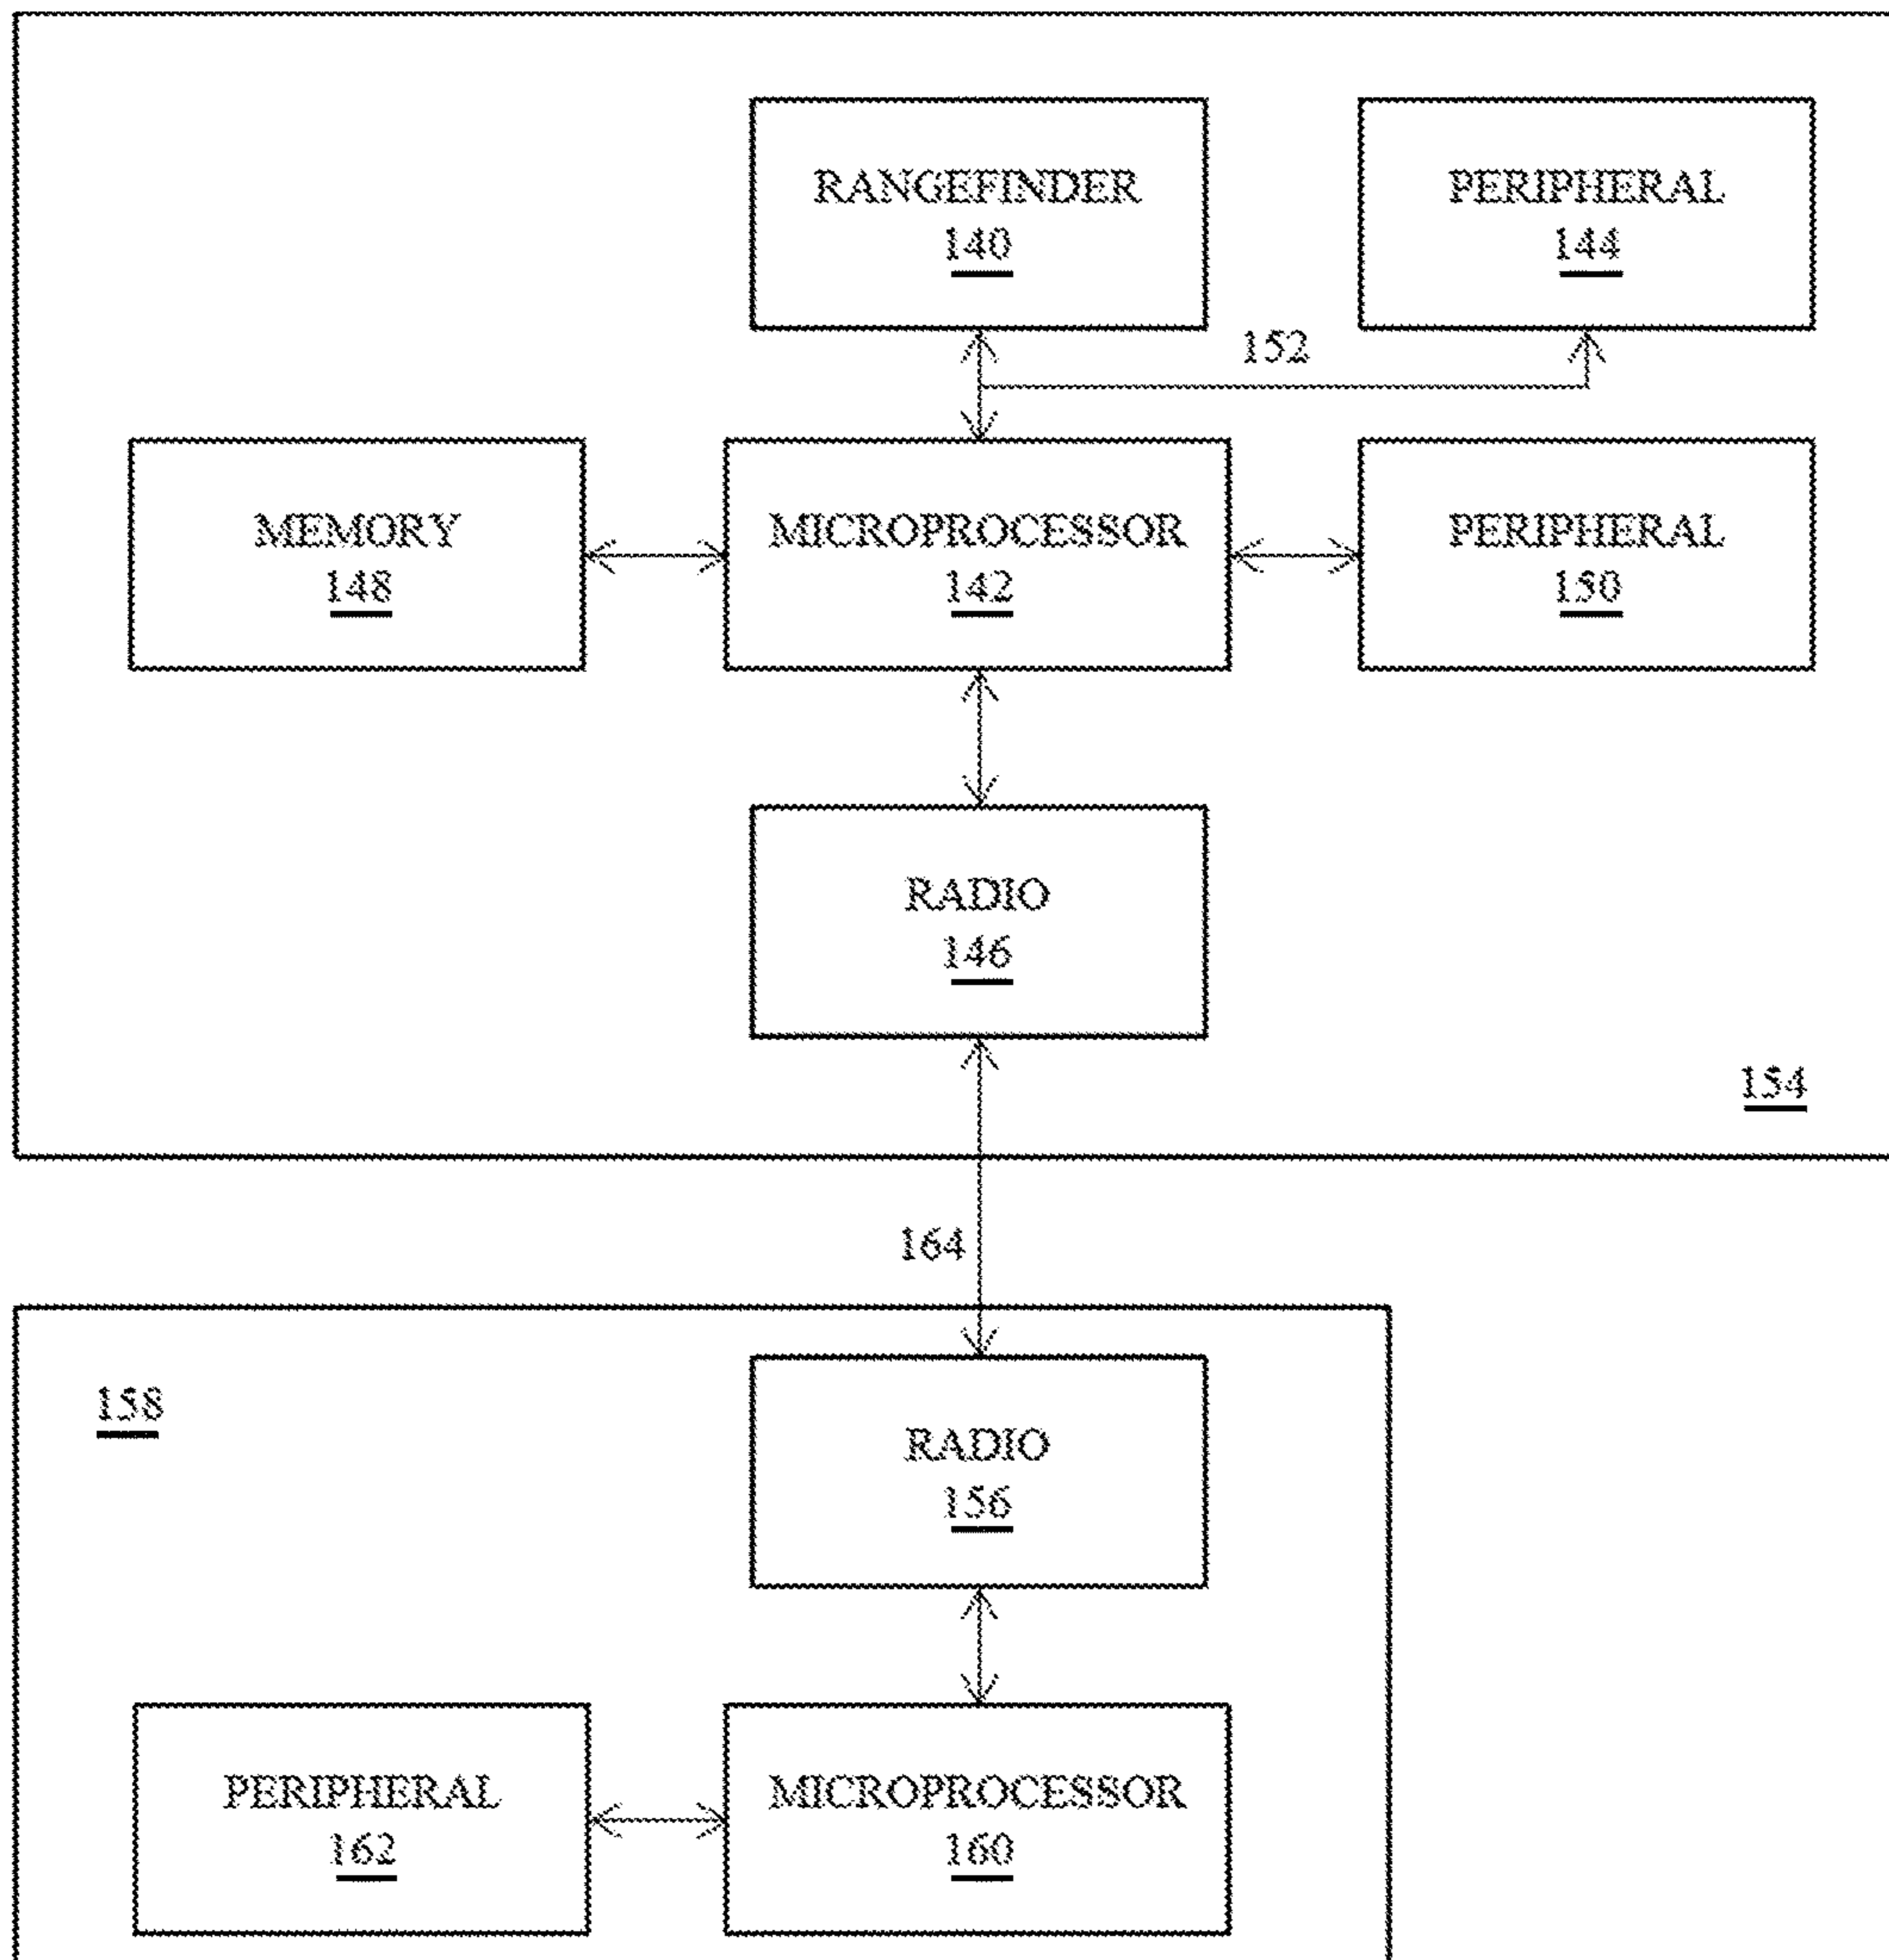 RANGEFINDER
140
PERIPHERAL
144
152
MEMORY
148
MICROPROCESSOR
142
PERIPHERAL
150
RADIO
146
154
164
158
RADIO
156
PERIPHERAL
162
MICROPROCESSOR
160